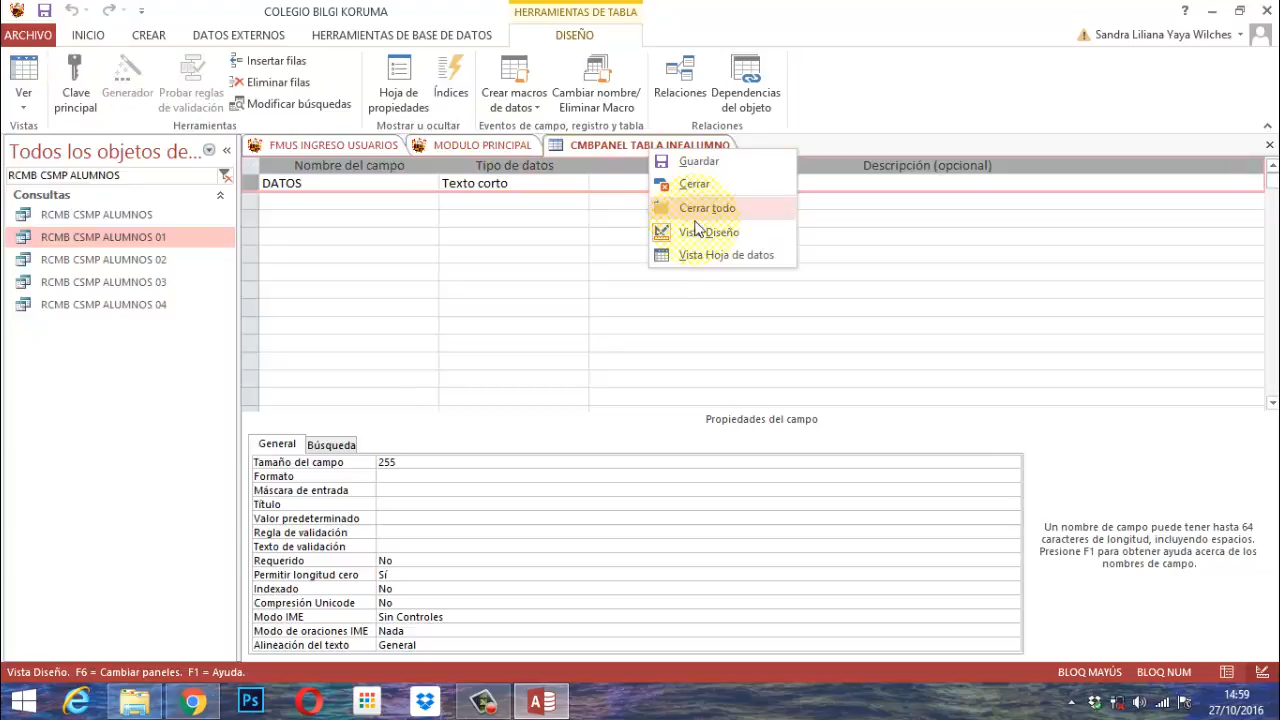 COLEGIO BILGI KORUMA
HERRAMIENTAS DE TABLA
?
ARCHIVO
INICIO
CREAR
DATOS EXTERNOS
HERRAMIENTAS DE BASE DE DATOS
DISEÑO
Sandra Liliana Yaya Wilches
Ver
Clave principal
Generador
Probar reglas de validación
Insertar filas
Eliminar filas
Modificar búsquedas
Hoja de propiedades
Índices
Crear macros de datos
Cambiar nombre/ Eliminar Macro
Relaciones
Dependencias del objeto
Vistas
Herramientas
Mostrar u ocultar
Eventos de campo, registro y tabla
Relaciones
Todos los objetos de...
RCMB CSMP ALUMNOS
Consultas
RCMB CSMP ALUMNOS
RCMB CSMP ALUMNOS 01
RCMB CSMP ALUMNOS 02
RCMB CSMP ALUMNOS 03
RCMB CSMP ALUMNOS 04
FMUS INGRESO USUARIOS
MODULO PRINCIPAL
CMBPANEL TABLA INFALUMNO
Nombre del campo
Tipo de datos
Descripción (opcional)
DATOS
Texto corto
Guardar
Cerrar
Cerrar todo
Vista Diseño
Vista Hoja de datos
Propiedades del campo
General
Búsqueda
Tamaño del campo 255
Formato
Máscara de entrada
Título
Valor predeterminado
Regla de validación
Texto de validación
Requerido No
Permitir longitud cero Sí
Indexado No
Compresión Unicode No
Modo IME Sin Controles
Modo de oraciones IME Nada
Alineación del texto General
Un nombre de campo puede tener hasta 64
caracteres de longitud, incluyendo espacios.
Presione F1 para obtener ayuda acerca de los
nombres de campo.
Vista Diseño. F6 = Cambiar paneles. F1 = Ayuda.
BLOQ MAYÚS
BLOQ NUM
Ps
14:59
27/10/2016